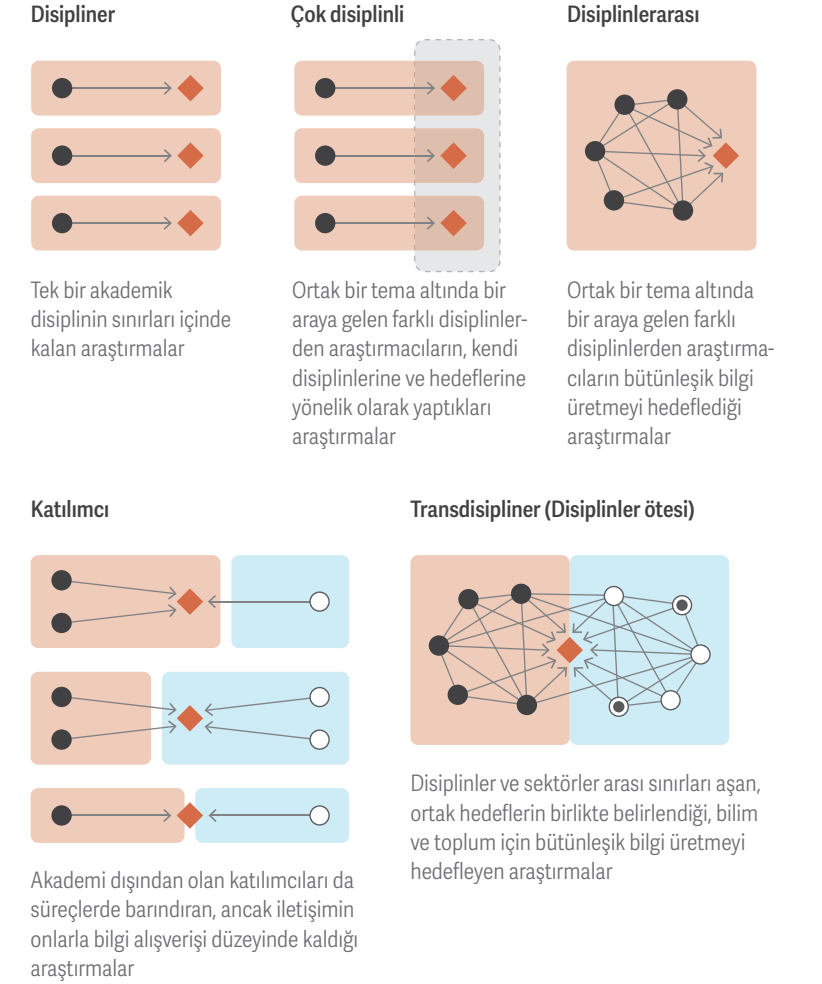 Disipliner
Çok disiplinli
Disiplinlerarası
Tek bir akademik
disiplinin sınırları içinde
kalan araştırmalar
Ortak bir tema altında bir
araya gelen farklı disiplinler-
den araştırmacıların, kendi
disiplinlerine ve hedeflerine
yönelik olarak yaptıkları
araştırmalar
Ortak bir tema altında
bir araya gelen farklı
disiplinlerden araştırma-
cıların bütünleşik bilgi
üretmeyi hedeflediği
araştırmalar
Katılımcı
Transdisipliner (Disiplinler ötesi)
Akademi dışından olan katılımcıları da
süreçlerde barındıran, ancak iletişimin
onlarla bilgi alışverişi düzeyinde kaldığı
araştırmalar
Disiplinler ve sektörler arası sınırları aşan,
ortak hedeflerin birlikte belirlendiği, bilim
ve toplum için bütünleşik bilgi üretmeyi
hedefleyen araştırmalar